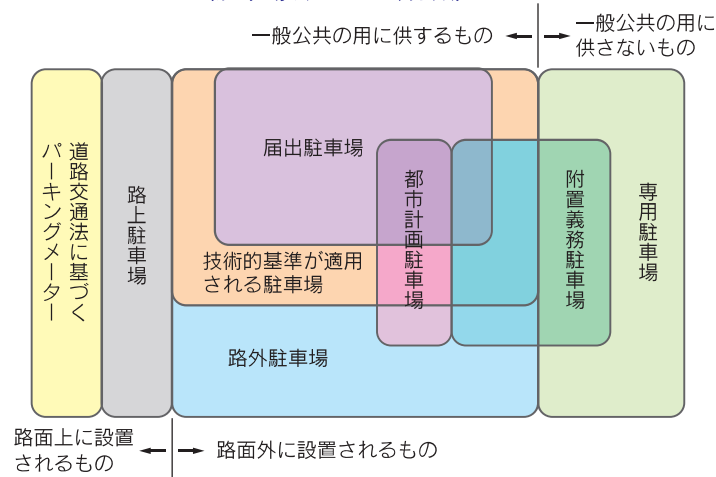 一般公共の用に供するもの
一般公共の用に
供さないもの
道路交通法に基づく
パーキングメーター
路上駐車場
届出駐車場
都市計画駐車場
附置義務駐車場
専用駐車場
技術的基準が適用
される駐車場
路外駐車場
路面上に設置
されるもの
路面外に設置されるもの